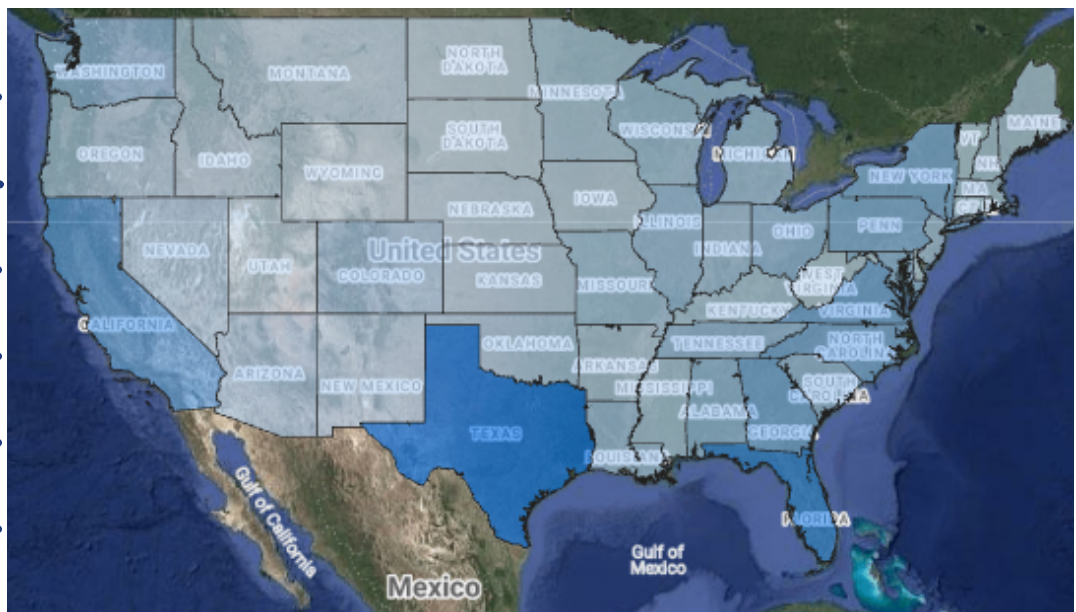 WASHINGTON
MONTANA
NORTH
DAKOTA
MINNESOTA
MAINE
OREGON
IDAHO
SOUTH
DAKOTA
WISCONSIN
MICHIGAN
VT
NH
WYOMING
NEW YORK
MA
CT
IOWA
NEBRASKA
ILLINOIS
INDIANA
OHIO
PENN
NEVADA
UTAH
United States
COLORADO
KANSAS
MISSOURI
WEST
VIRGINIA
KENTUCKY
VIRGINIA
CALIFORNIA
OKLAHOMA
TENNESSEE
NORTH
CAROLINA
ARIZONA
NEW MEXICO
ARKANSAS
MISSISSIPPI
SOUTH
CAROLINA
ALABAMA
GEORGIA
TEXAS
LOUISIANA
FLORIDA
Gulf of California
Gulf of
Mexico
Mexico